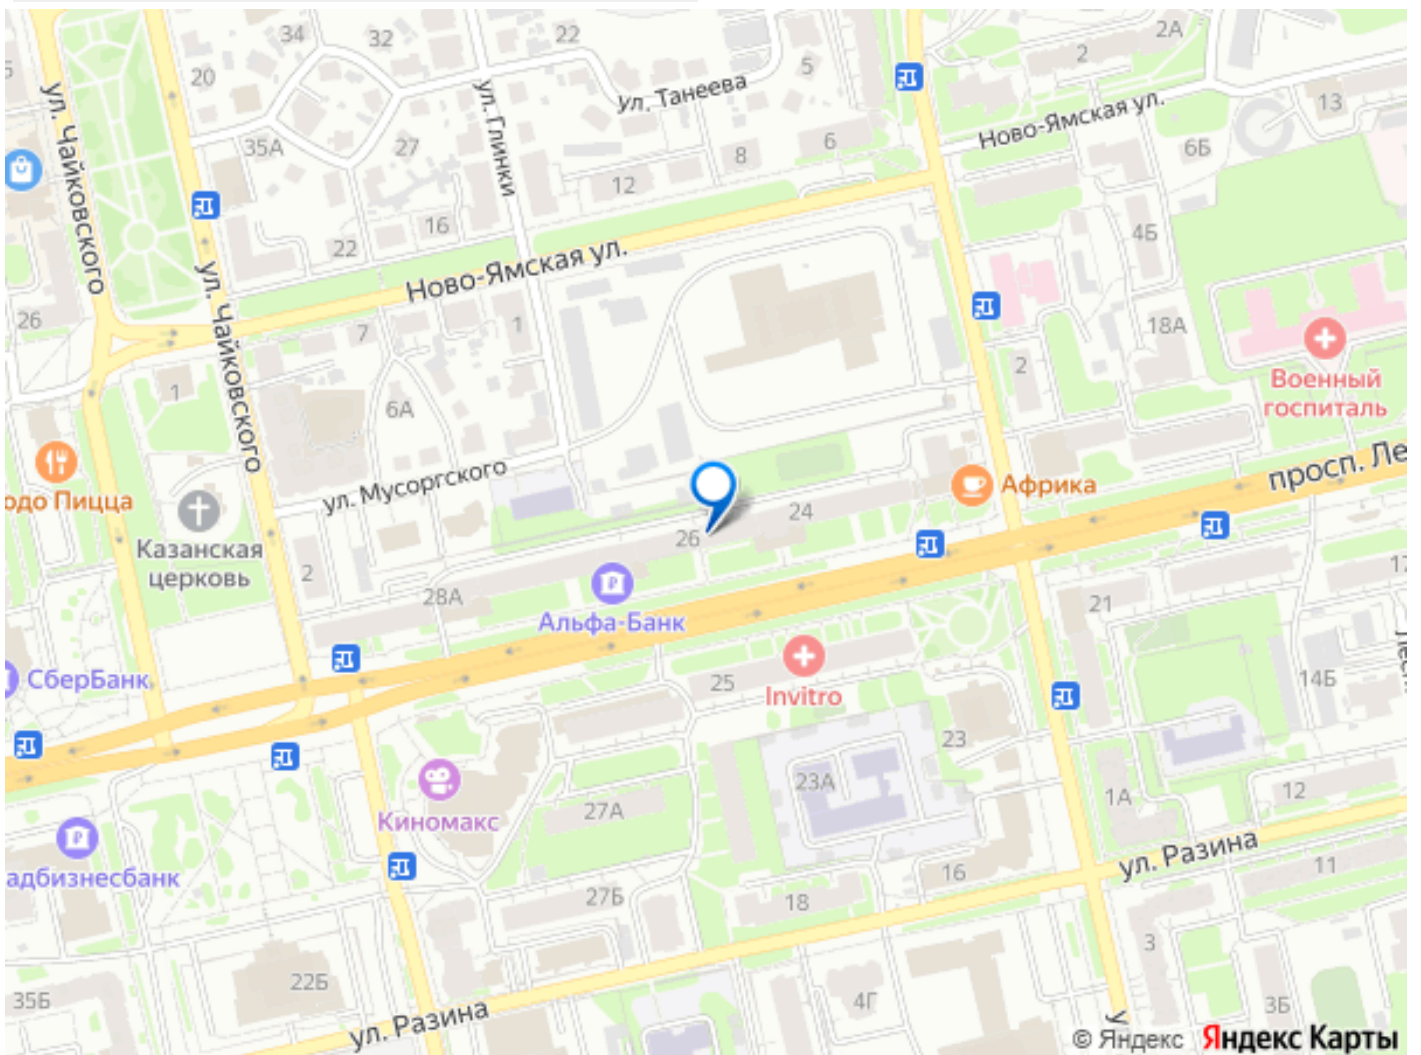 34
32
22
2А
2
5
20
ул. Чайковского
ул. Глинки
ул. Танеева
13
Ново-Ямская ул.
35А
27
8
6
6Б
12
16
22
4Б
ул. Чайковского
Ново-Ямская ул.
26
7
1
18А
2
1
6А
Военный
госпиталь
ул. Мусоргского
просп. Ле
одо Пицца
Африка
24
26
Казанская
церковь
2
28А
Альфа-Банк
21
17
СберБанк
25
Invitro
14Б
23
23А
Киномакс
27А
1А
12
ул. Разина
11
адбизнесбанк
27Б
18
16
3
22Б
35Б
4Г
3Б
ул. Разина
у
© Яндекс Яндекс Карты